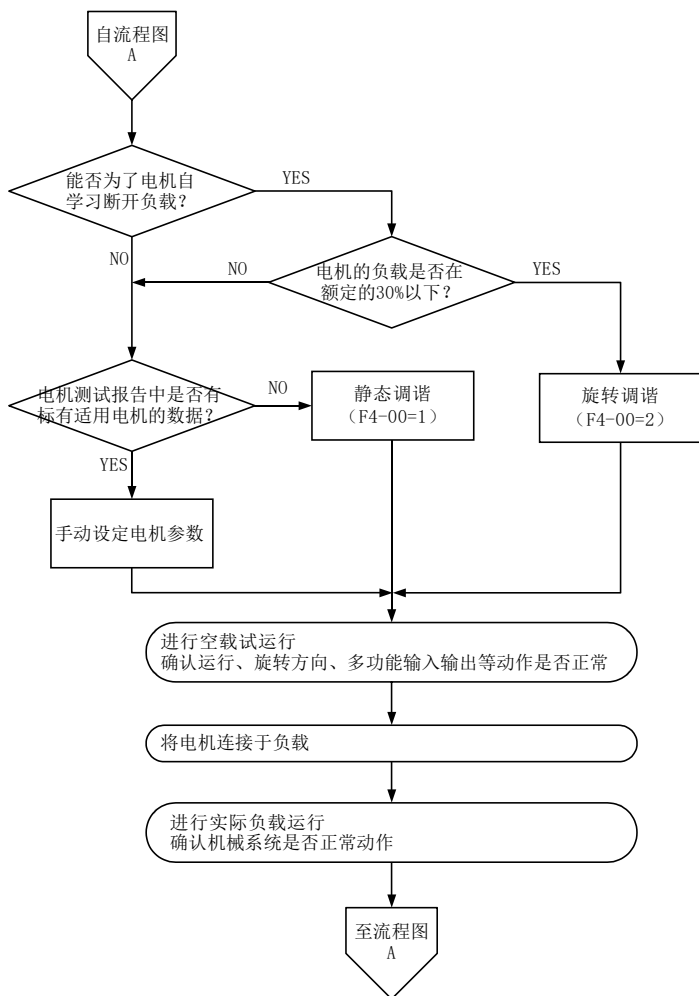 自流程图
A
能否为了电机自
学习断开负载？
YES
NO
电机的负载是否在
额定的30%以下？
NO
YES
电机测试报告中是否有
标有适用电机的数据？
NO
YES
静态调谐
（F4-00=1）
旋转调谐
（F4-00=2）
手动设定电机参数
进行空载试运行
确认运行、旋转方向、多功能输入输出等动作是否正常
将电机连接于负载
进行实际负载运行
确认机械系统是否正常动作
至流程图
A